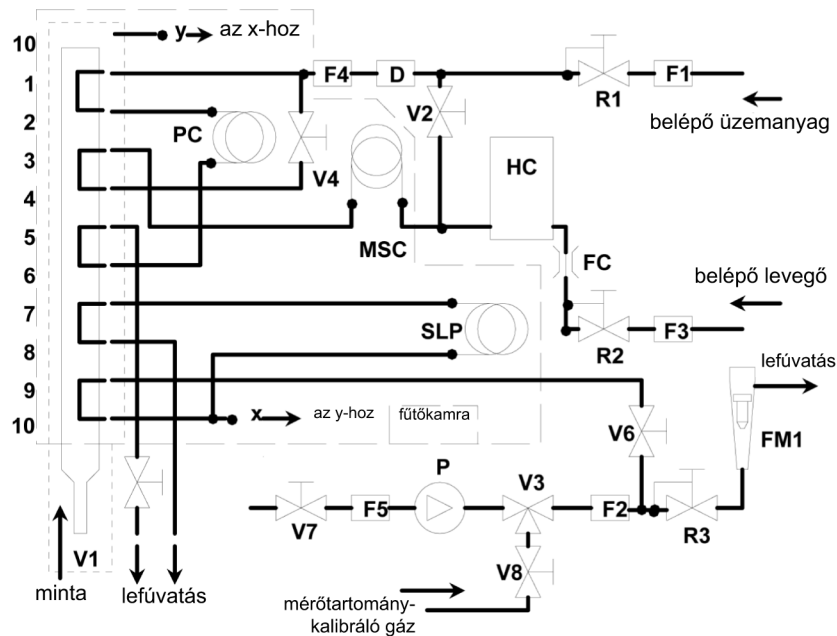 10
y
az x-hoz
1
F4
D
R1
F1
2
PC
V2
belépő üzemanyag
3
V4
HC
4
MSC
5
FC
6
belépő levegő
7
SLP
R2
F3
8
lefúvatás
9
10
x
az y-hoz
fűtőkamra
V6
FM1
P
V3
V7
F5
F2
R3
V1
V8
minta
lefúvatás
mérőtartomány-
kalibráló gáz